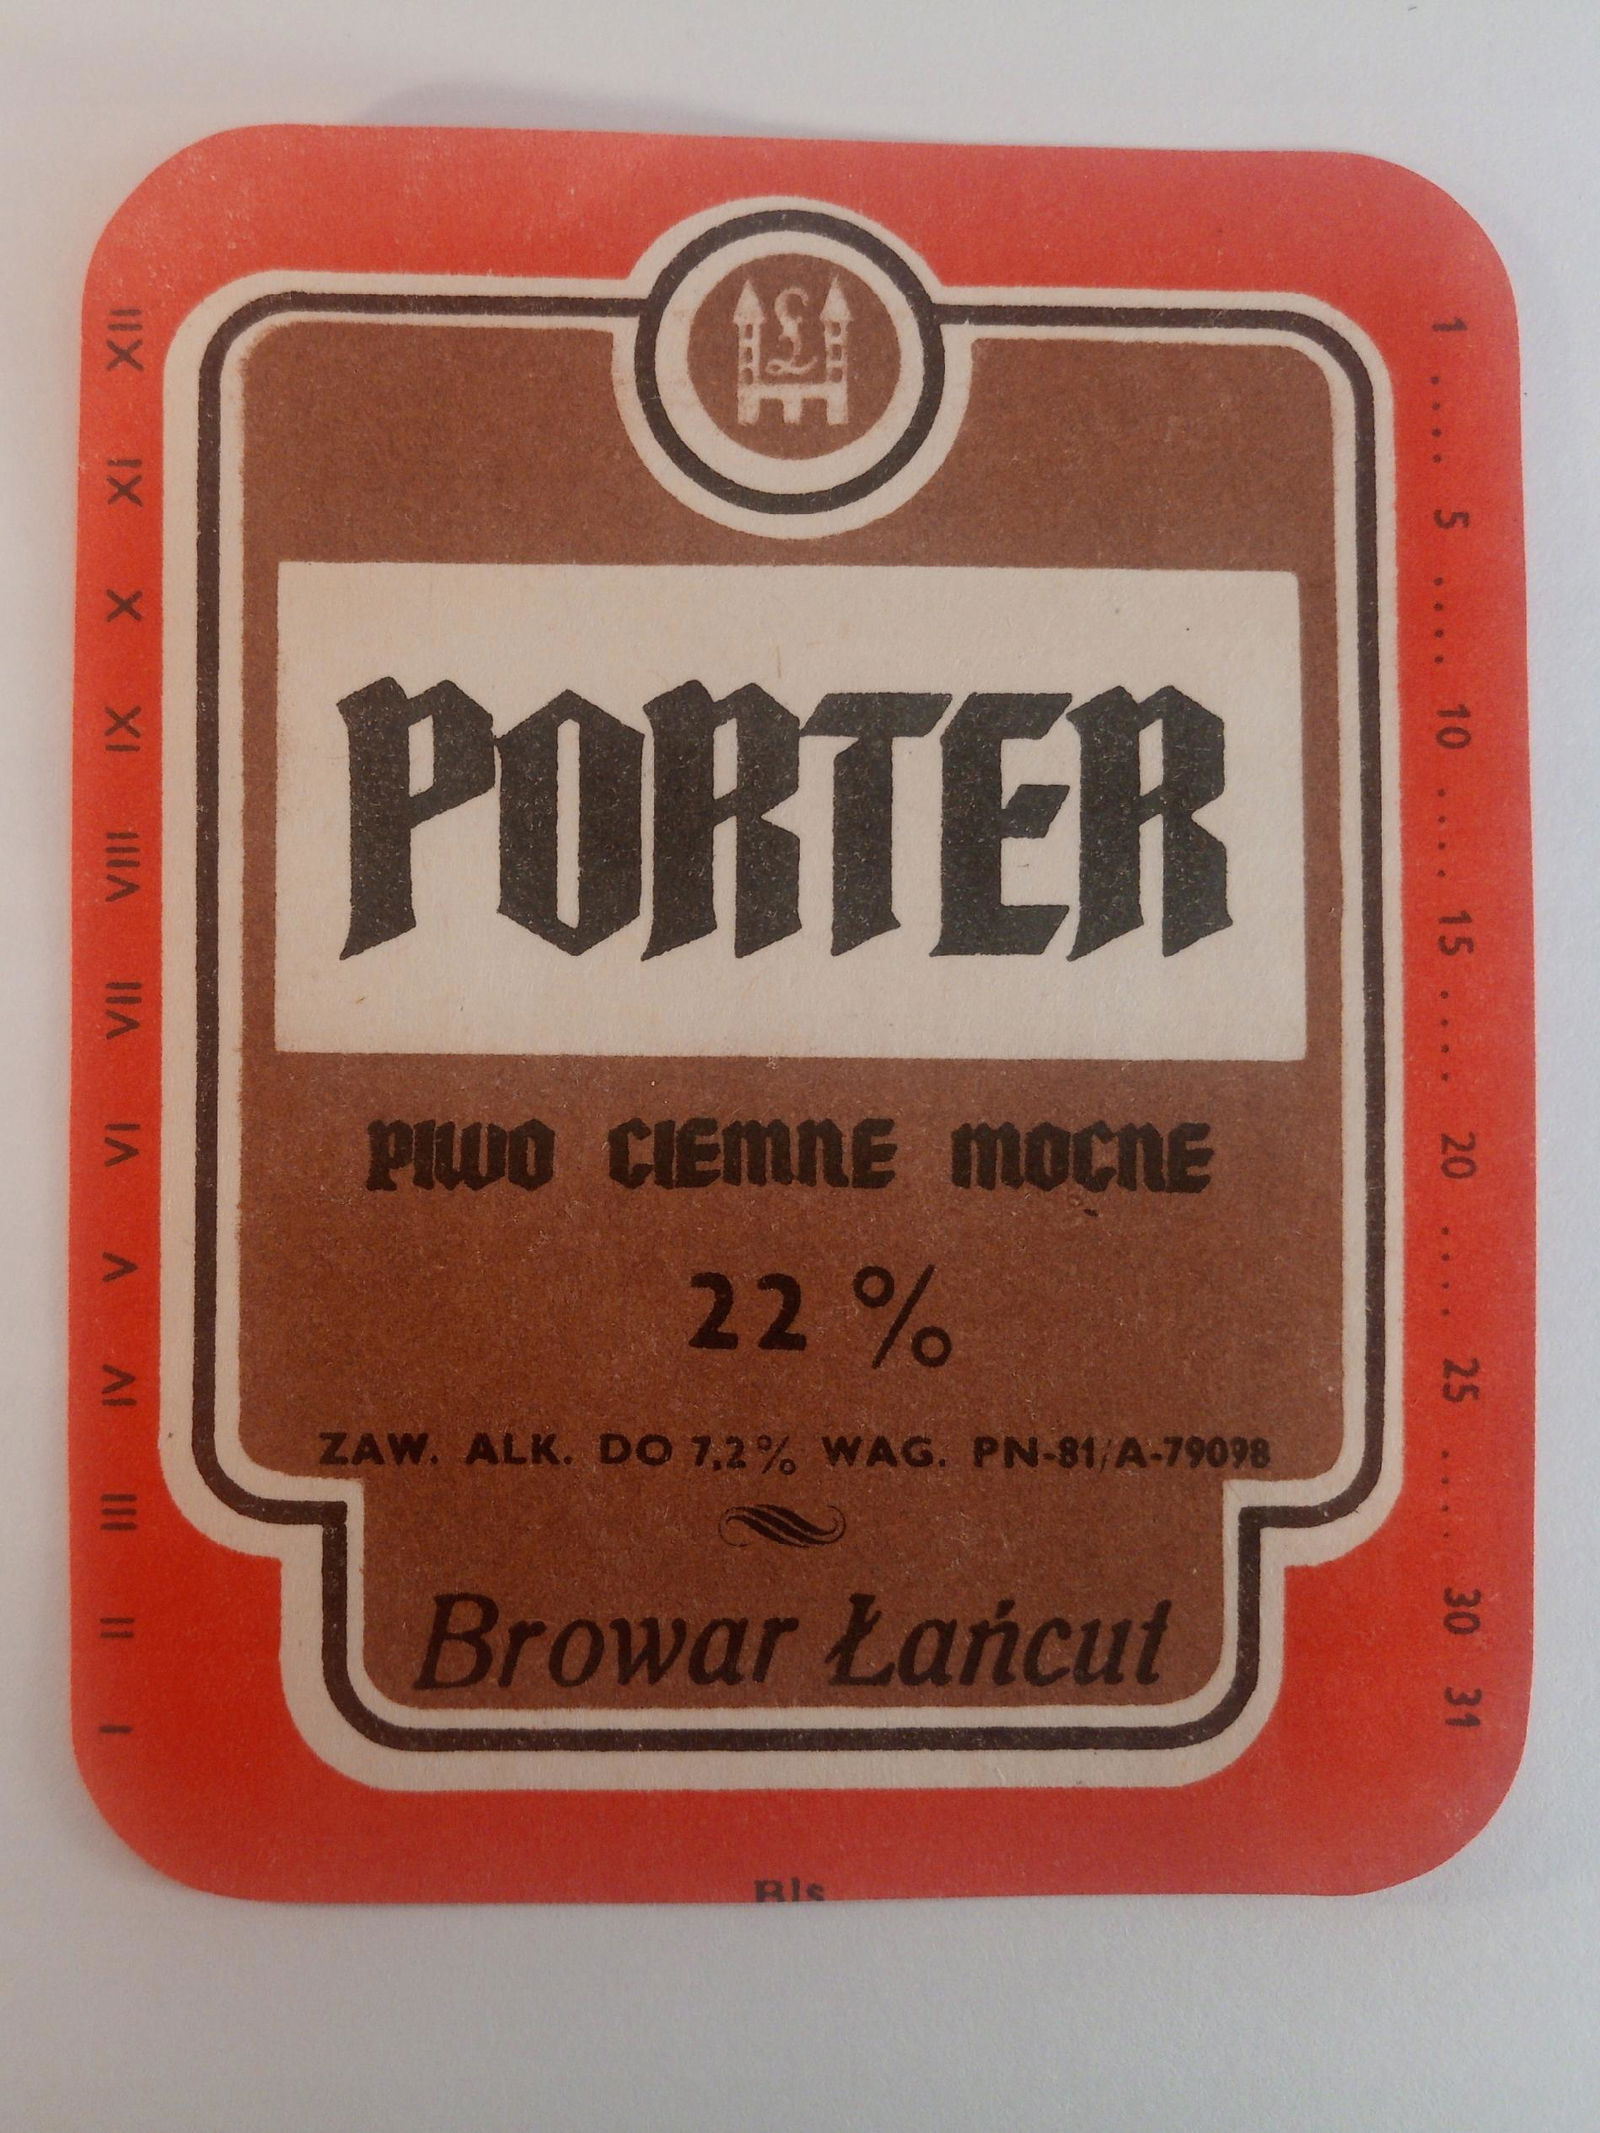 PORTER
PIWO CIEMNE MOCNE
22 %
ZAW. ALK. DO 7,2% WAG. PN-81/A-79098
Browar Łańcut
I II III IV V VI VII VIII IX X XI XII
1 .... 5 .... 10 .... 15 .... 20 .... 25 .... 30 31